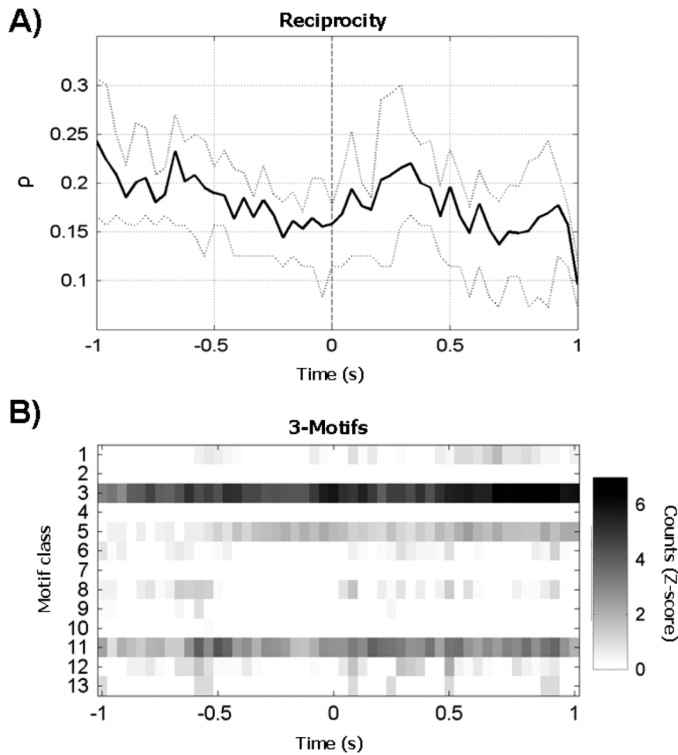 A)
Reciprocity
0.3
0.25
0.2
0.15
0.1
ρ
-1 -0.5 0 0.5 1
Time (s)
B)
3-Motifs
1
2
3
4
5
6
7
8
9
10
11
12
13
Motif class
-1 -0.5 0 0.5 1
Time (s)
6
4
2
0
Counts (Z-score)